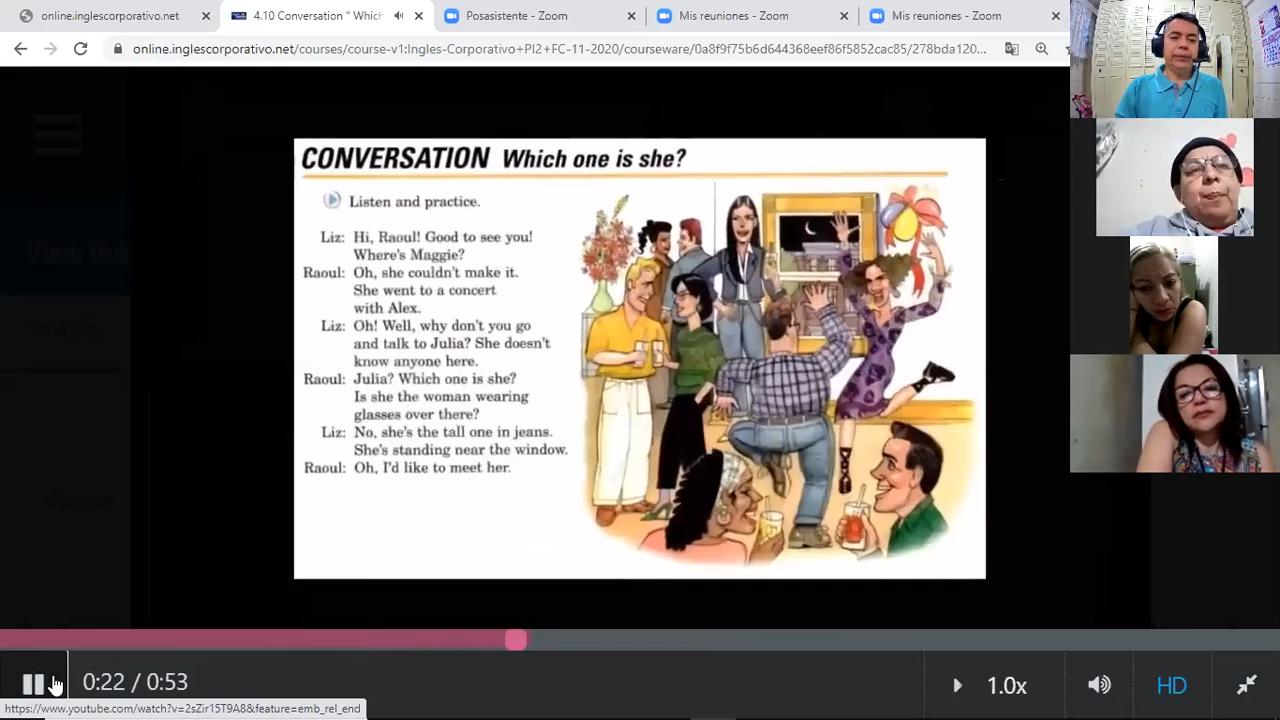 online.inglescorporativo.net
4.10 Conversation " Which
Posasistente - Zoom
Mis reuniones - Zoom
Mis reuniones - Zoom
online.inglescorporativo.net/courses/course-v1:Ingles-Corporativo+PI2+FC-11-2020/courseware/0a8f9f75b6d644368eef86f5852cac85/278bda120...
CONVERSATION Which one is she?
Listen and practice.
Liz: Hi, Raoul! Good to see you!
Where's Maggie?
Raoul: Oh, she couldn't make it.
She went to a concert
with Alex.
Liz: Oh! Well, why don't you go
and talk to Julia? She doesn't
know anyone here.
Raoul: Julia? Which one is she?
Is she the woman wearing
glasses over there?
Liz: No, she's the tall one in jeans.
She's standing near the window.
Raoul: Oh, I'd like to meet her.
0:22 / 0:53
1.0x
HD
https://www.youtube.com/watch?v=2sZir15T9A8&feature=emb_rel_end